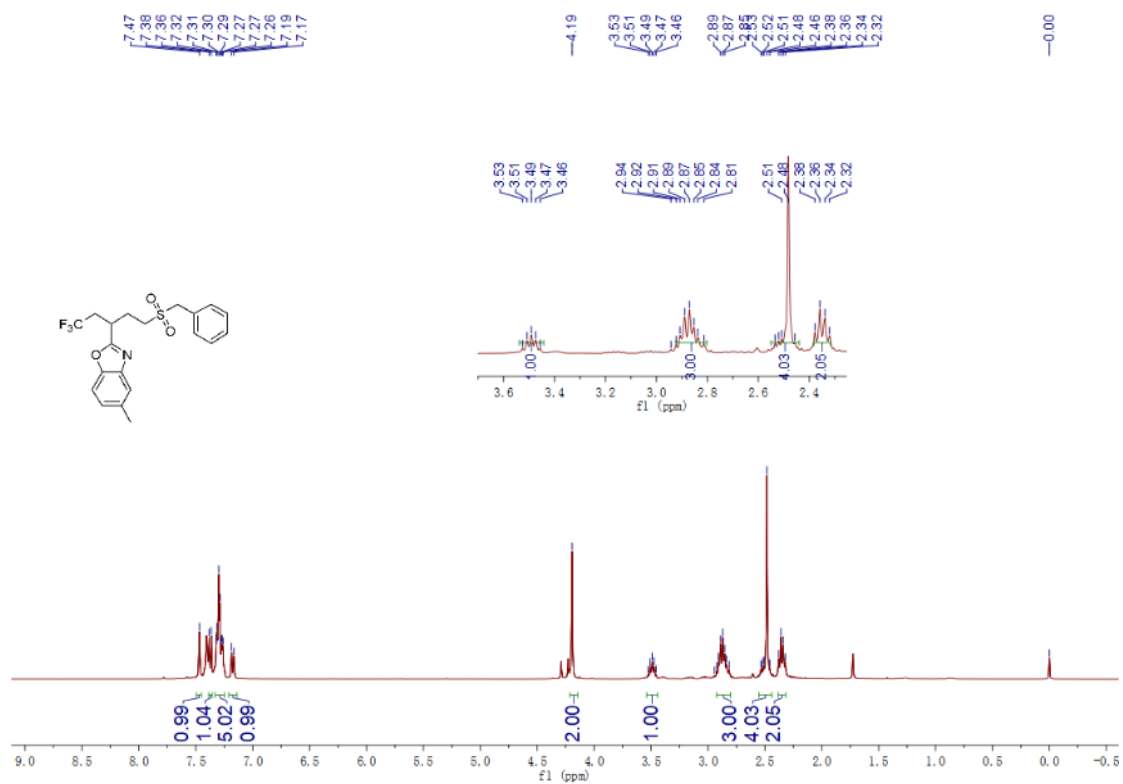 7.47 7.38 7.36 7.32 7.31 7.30 7.29 7.27 7.27 7.26 7.19 7.17
4.19
3.53 3.51 3.49 3.47 3.46
2.89 2.87 2.85 2.53 2.52 2.51 2.48 2.46 2.38 2.36 2.34 2.32
0.00
3.53 3.51 3.49 3.47 3.46
2.94 2.92 2.91 2.89 2.87 2.85 2.84 2.81
2.51 2.48 2.38 2.36 2.34 2.32
F3C
O
S
O
O
N
1.00 3.00 4.03 2.05
3.6 3.4 3.2 3.0 2.8 2.6 2.4
f1 (ppm)
0.99 1.04 5.02 0.99 2.00 1.00 3.00 4.03 2.05
9.0 8.5 8.0 7.5 7.0 6.5 6.0 5.5 5.0 4.5 4.0 3.5 3.0 2.5 2.0 1.5 1.0 0.5 0.0 -0.5
f1 (ppm)